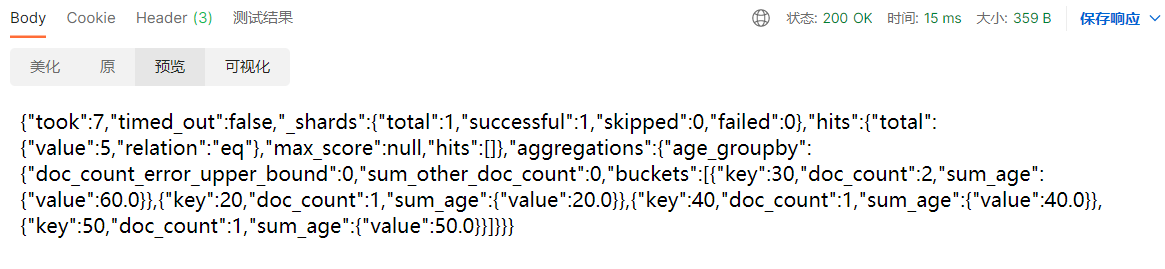 Body Cookie Header (3) 测试结果 状态: 200 OK 时间: 15 ms 大小: 359 B 保存响应
美化 原 预览 可视化
{"took":7,"timed_out":false,"_shards":{"total":1,"successful":1,"skipped":0,"failed":0},"hits":{"total":
{"value":5,"relation":"eq"},"max_score":null,"hits":[]},"aggregations":{"age_groupby":
{"doc_count_error_upper_bound":0,"sum_other_doc_count":0,"buckets":[{"key":30,"doc_count":2,"sum_age":
{"value":60.0}},{"key":20,"doc_count":1,"sum_age":{"value":20.0}},{"key":40,"doc_count":1,"sum_age":{"value":40.0}},
{"key":50,"doc_count":1,"sum_age":{"value":50.0}}]}}}